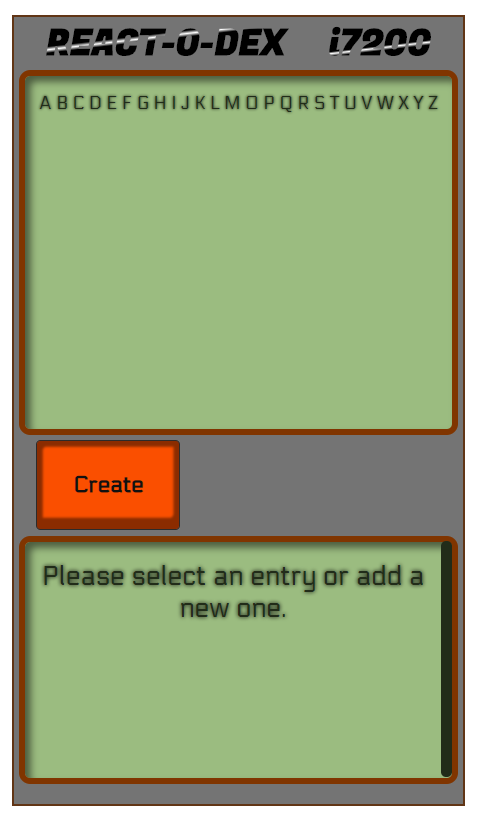 REACT-O-DEX i7200
A B C D E F G H I J K L M O P Q R S T U V W X Y Z
Create
Please select an entry or add a
new one.